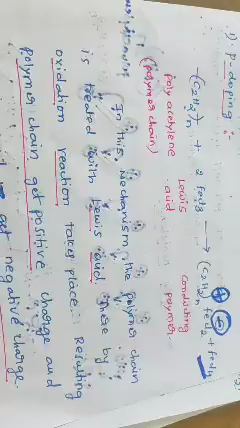 1) P-doping :-
-(C2H2)n + 2 FeCl3 → (C2H2)n FeCl2 + FeCl4
Poly acetylene Lewis acid conducting polymer
(polymer chain)
In this mechanism the polymer chain
is treated with Lewis acid there by
oxidation reaction takes place. Resulting
polymer chain get positive charge and
get negative charge.